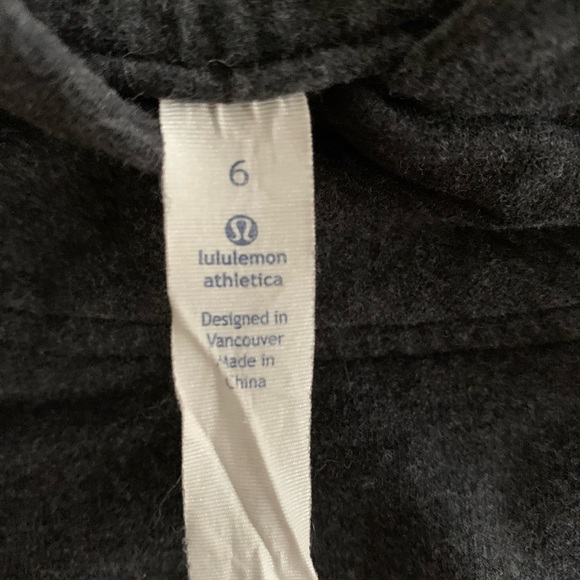 6
lululemon
athletica
Designed in
Vancouver
Made in
China